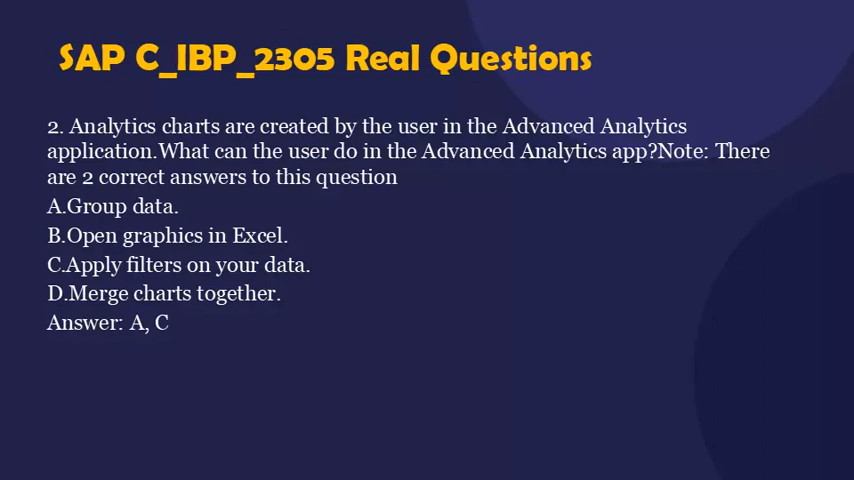 SAP C_IBP_2305 Real Questions
2. Analytics charts are created by the user in the Advanced Analytics
application.What can the user do in the Advanced Analytics app?Note: There
are 2 correct answers to this question
A.Group data.
B.Open graphics in Excel.
C.Apply filters on your data.
D.Merge charts together.
Answer: A, C